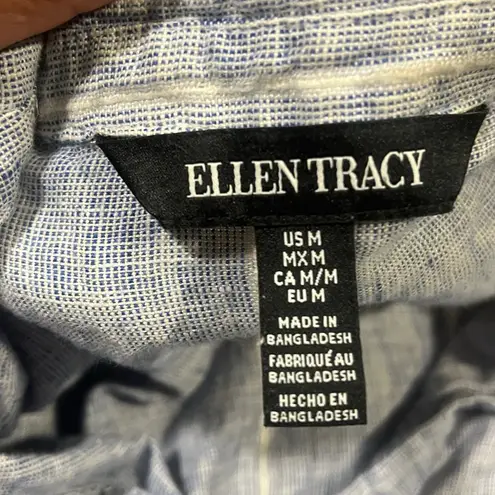 ELLEN TRACY
US M
MX M
CA M/M
EU M
MADE IN
BANGLADESH
FABRIQUÉ AU
BANGLADESH
HECHO EN
BANGLADESH